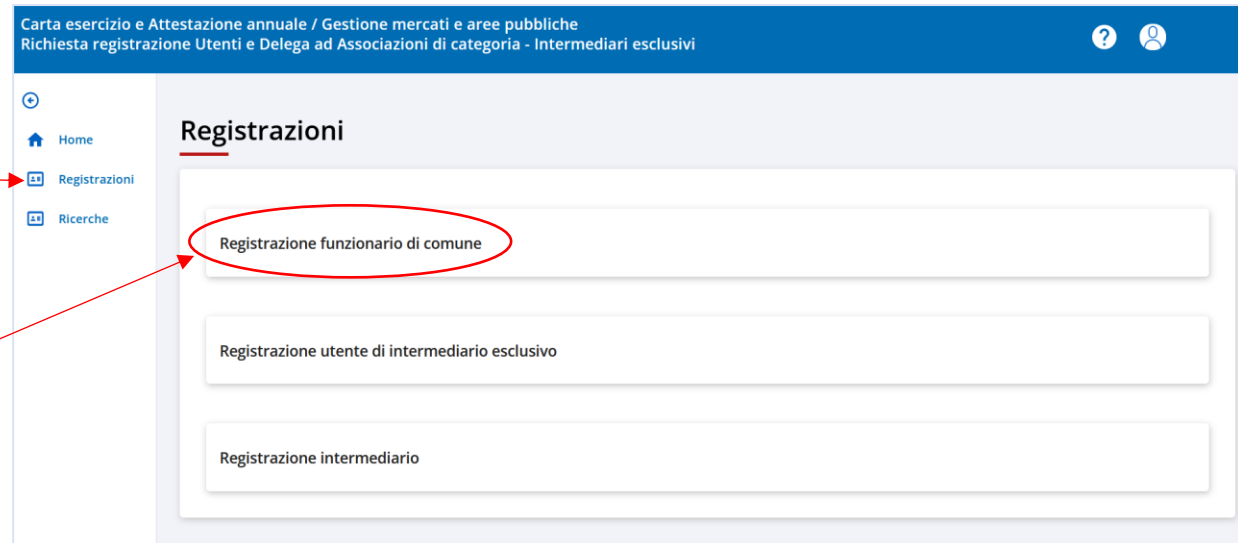 Carta esercizio e Attestazione annuale / Gestione mercati e aree pubbliche
Richiesta registrazione Utenti e Delega ad Associazioni di categoria - Intermediari esclusivi
?
Home
Registrazioni
Ricerche
Registrazioni
Registrazione funzionario di comune
Registrazione utente di intermediario esclusivo
Registrazione intermediario